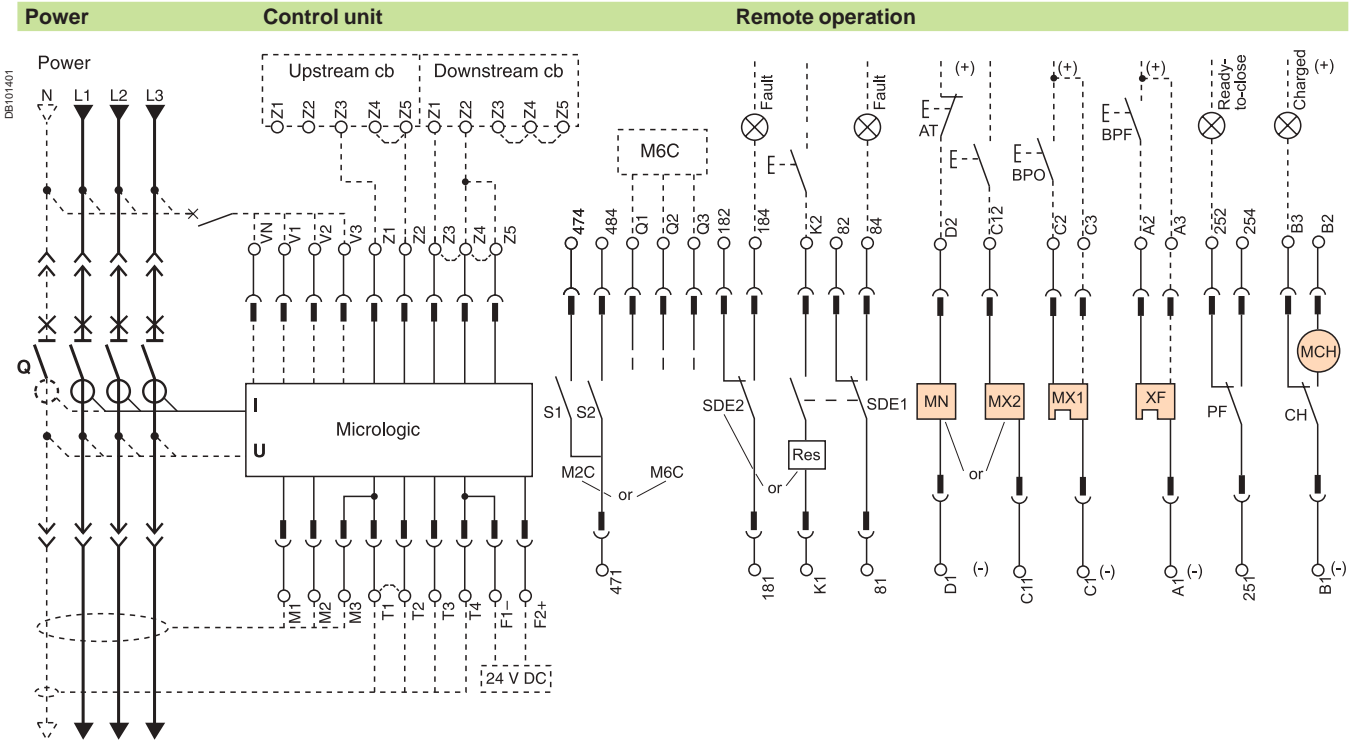 Power Control unit Remote operation
DB101401
Power
N L1 L2 L3
Upstream cb Downstream cb
Z1 Z2 Z3 Z4 Z5 Z1 Z2 Z3 Z4 Z5
M6C
Fault
Fault
(+)
AT
(+)
BPO
(+)
BPF
Ready-
to-close
Charged
(+)
VN V1 V2 V3 Z1 Z2 Z3 Z4 Z5
474 484 Q1 Q2 Q3 182 184 K2 82 84 D2 C12 C2 C3 A2 A3 252 254 B3 B2
Q
I
U
Micrologic
S1 S2
M2C or M6C
SDE2
or
Res
SDE1
MN
MX2
or
MX1
XF
PF
CH
MCH
M1 M2 M3 T1 T2 T3 T4 F1– F2+
24 V DC
471 181 K1 81 D1 (-) C11 C1 (-) A1 (-) 251 B1 (-)